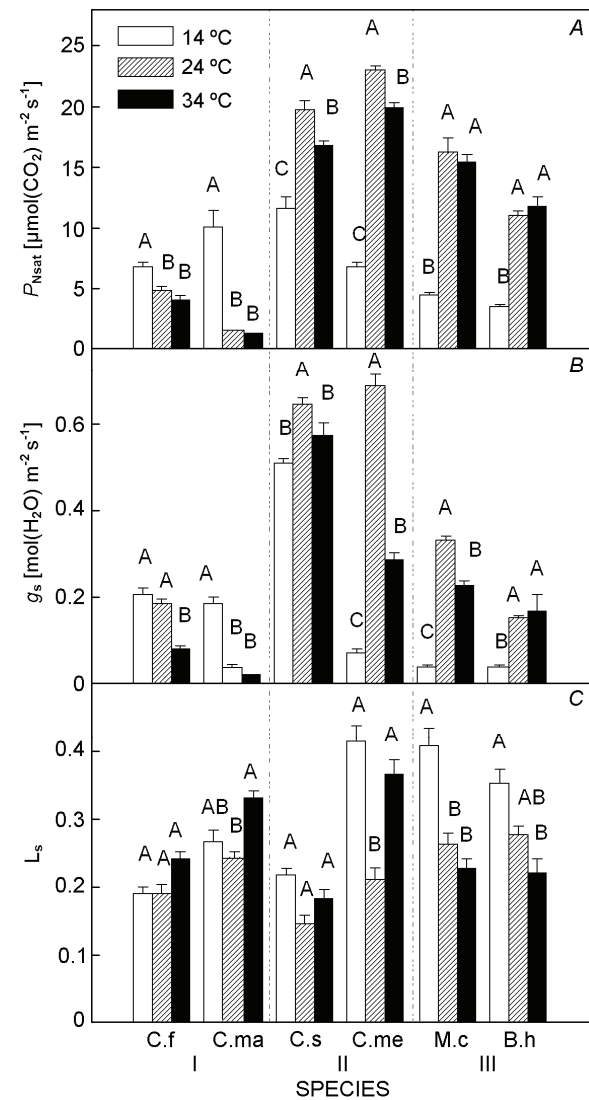 14 ºC
24 ºC
34 ºC
A
25
20
15
10
5
0
P_Nsat [µmol(CO₂) m⁻² s⁻¹]
A B B
A B B
C A B
C A B
B A A
B A A
B
0.6
0.4
0.2
0
g_s [mol(H₂O) m⁻² s⁻¹]
A A B
A B B
B A B
C A B
C A B
B A A
C
0.4
0.3
0.2
0.1
0
L_s
A A A
AB B A
A A A
A B A
A B B
A AB B
C.f C.ma C.s C.me M.c B.h
I II III
SPECIES